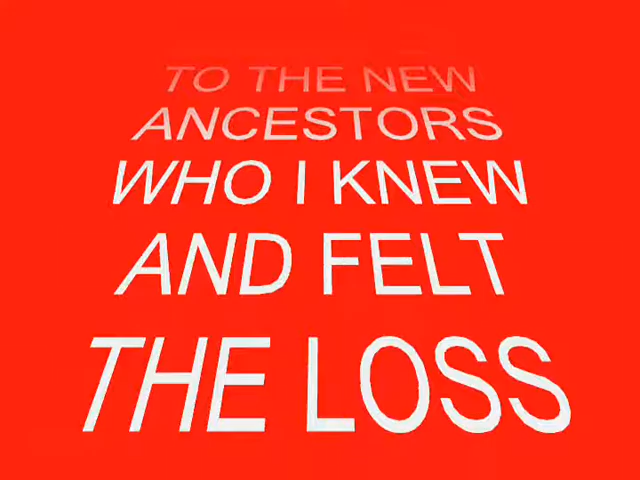 TO THE NEW
ANCESTORS
WHO I KNEW
AND FELT
THE LOSS